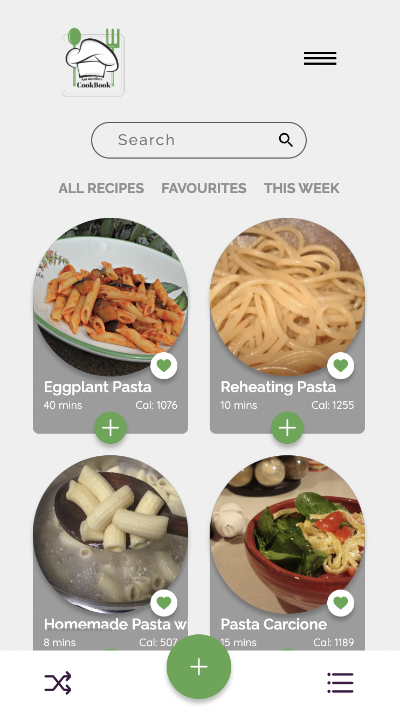 CookBook
Search
ALL RECIPES FAVOURITES THIS WEEK
Eggplant Pasta
40 mins Cal: 1076
Reheating Pasta
10 mins Cal: 1255
Homemade Pasta w
8 mins Cal: 507
Pasta Carcione
15 mins Cal: 1189